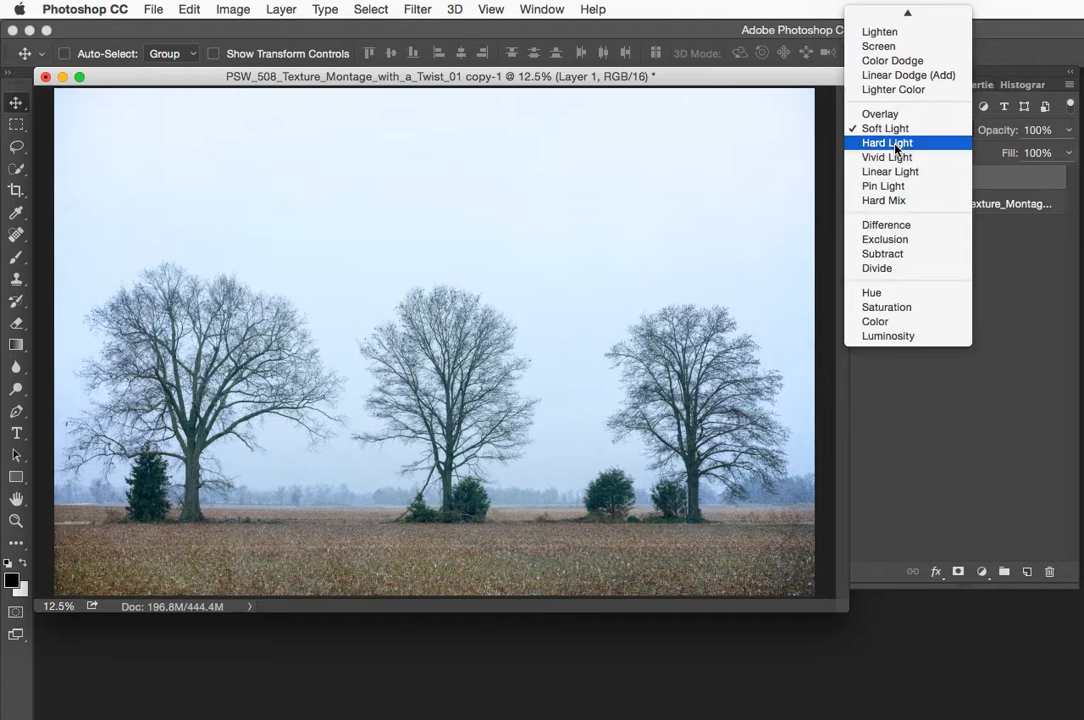 Photoshop CC File Edit Image Layer Type Select Filter 3D View Window Help
Adobe Photoshop C
Auto-Select: Group Show Transform Controls 3D Mode:
PSW_508_Texture_Montage_with_a_Twist_01 copy-1 @ 12.5% (Layer 1, RGB/16) *
Lighten
Screen
Color Dodge
Linear Dodge (Add)
Lighter Color
Overlay
✓ Soft Light
Hard Light
Vivid Light
Linear Light
Pin Light
Hard Mix
Difference
Exclusion
Subtract
Divide
Hue
Saturation
Color
Luminosity
ertie Histograr
Opacity: 100%
Fill: 100%
exture_Montag...
fx
12.5% Doc: 196.8M/444.4M